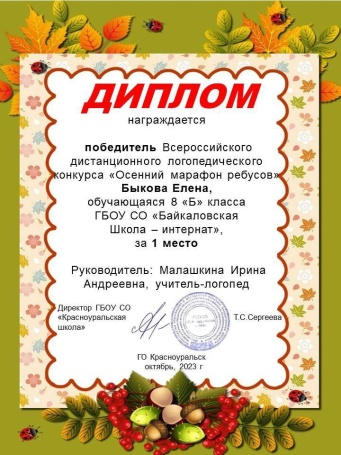 ДИПЛОМ
награждается
победитель Всероссийского
дистанционного логопедического
конкурса «Осенний марафон ребусов»
Быкова Елена,
обучающаяся 8 «Б» класса
ГБОУ СО «Байкаловская
Школа – интернат»,
за 1 место
Руководитель: Малашкина Ирина
Андреевна, учитель-логопед
Директор ГБОУ СО
«Красноуральская
школа»
Т.С.Сергеева
ГО Красноуральск
октябрь, 2023 г